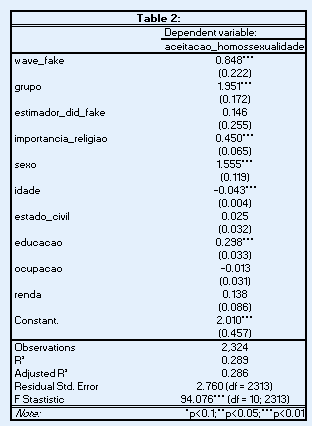 Table 2:
Dependent variable:
aceitacao_homossexualidade
wave_fake 0.848***
(0.222)
grupo 1.951***
(0.172)
estimador_did_fake 0.146
(0.255)
importancia_religiao 0.450***
(0.065)
sexo 1.555***
(0.119)
idade -0.043***
(0.004)
estado_civil 0.025
(0.032)
educacao 0.298***
(0.033)
ocupacao -0.013
(0.031)
renda 0.138
(0.086)
Constant. 2.010***
(0.457)
Observations 2,324
R² 0.289
Adjusted R² 0.286
Residual Std. Error 2.760 (df = 2313)
F Stastistic 94.076*** (df = 10; 2313)
Note: *p<0.1;**p<0.05;***p<0.01